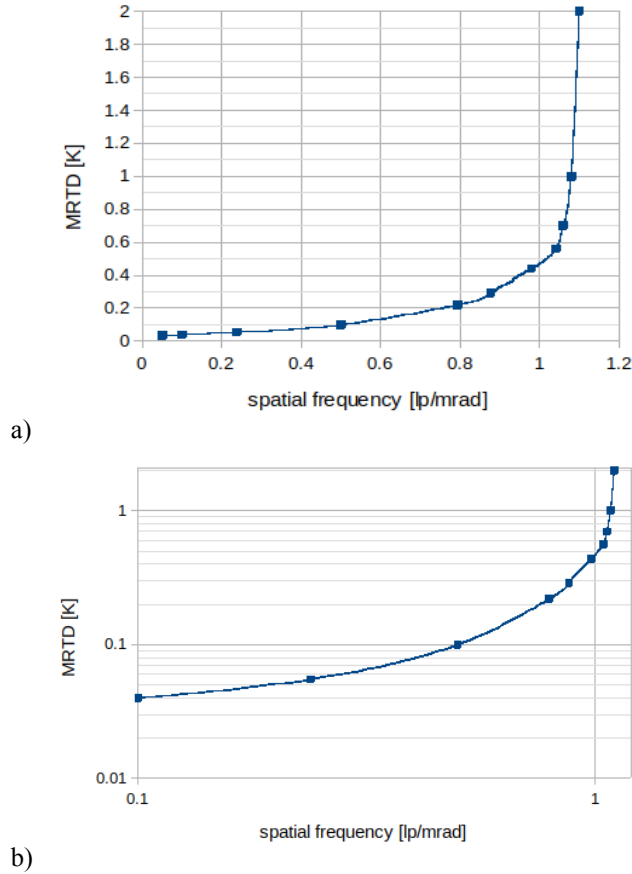 2
1.8
1.6
1.4
1.2
1
0.8
0.6
0.4
0.2
0
MRTD [K]
0 0.2 0.4 0.6 0.8 1 1.2
spatial frequency [lp/mrad]
a)
1
0.1
0.01
MRTD [K]
0.1 1
spatial frequency [lp/mrad]
b)